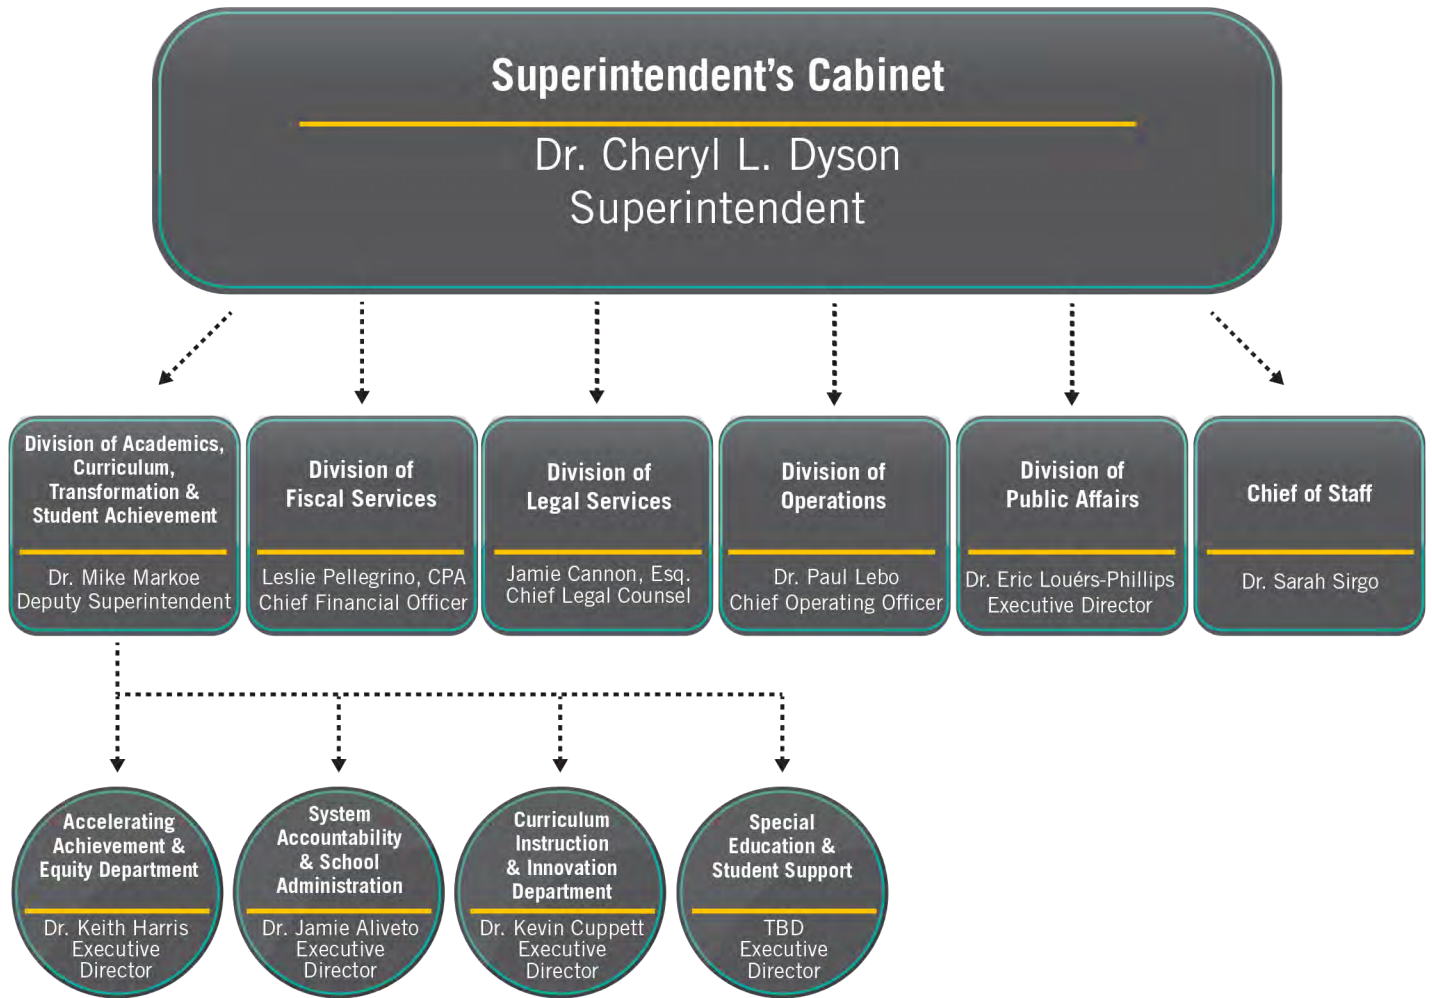 Superintendent’s Cabinet
Dr. Cheryl L. Dyson
Superintendent
Division of Academics,
Curriculum,
Transformation &
Student Achievement
Dr. Mike Markoe
Deputy Superintendent
Division of
Fiscal Services
Leslie Pellegrino, CPA
Chief Financial Officer
Division of
Legal Services
Jamie Cannon, Esq.
Chief Legal Counsel
Division of
Operations
Dr. Paul Lebo
Chief Operating Officer
Division of
Public Affairs
Dr. Eric Louérs-Phillips
Executive Director
Chief of Staff
Dr. Sarah Sirgo
Accelerating
Achievement &
Equity Department
Dr. Keith Harris
Executive
Director
System
Accountability
& School
Administration
Dr. Jamie Aliveto
Executive
Director
Curriculum
Instruction
& Innovation
Department
Dr. Kevin Cuppett
Executive
Director
Special
Education &
Student Support
TBD
Executive
Director